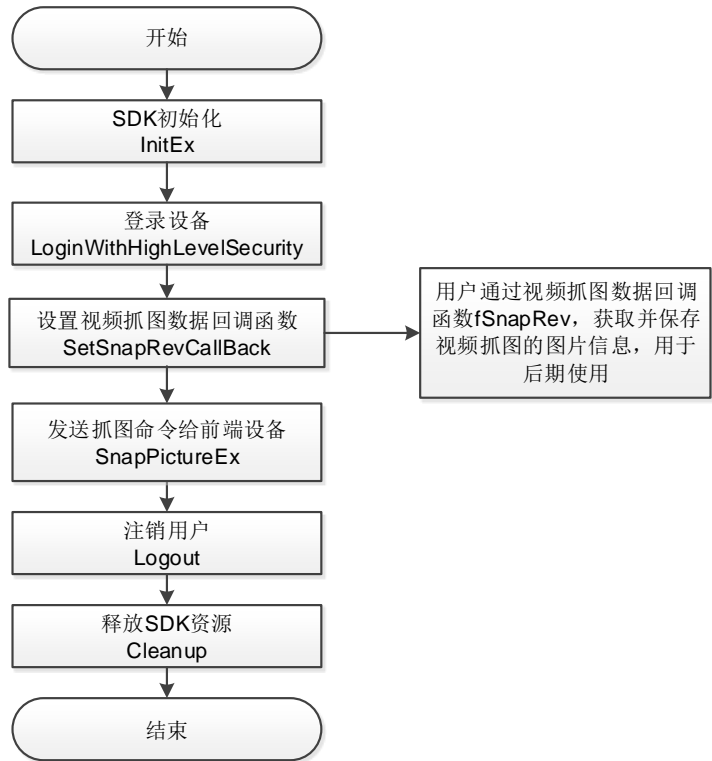 开始
SDK初始化
InitEx
登录设备
LoginWithHighLevelSecurity
设置视频抓图数据回调函数
SetSnapRevCallBack
用户通过视频抓图数据回调
函数fSnapRev，获取并保存
视频抓图的图片信息，用于
后期使用
发送抓图命令给前端设备
SnapPictureEx
注销用户
Logout
释放SDK资源
Cleanup
结束